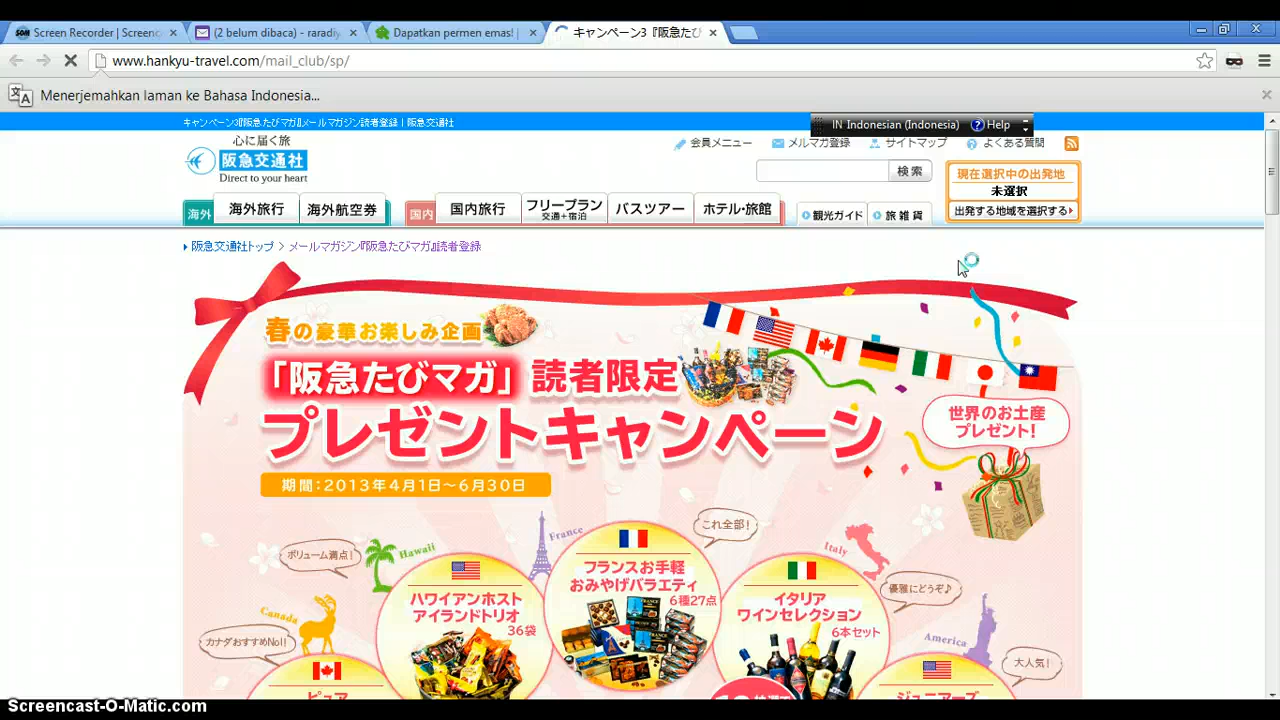 Screen Recorder | Screenc
(2 belum dibaca) - raradiy
Dapatkan permen emas! |
キャンペーン3『阪急たび
www.hankyu-travel.com/mail_club/sp/
Menerjemahkan laman ke Bahasa Indonesia...
キャンペーン3『阪急たびマガ』メールマガジン読者登録 | 阪急交通社
IN Indonesian (Indonesia)
Help
心に届く旅
阪急交通社
Direct to your heart
会員メニュー
メルマガ登録
サイトマップ
よくある質問
検索
現在選択中の出発地
未選択
出発する地域を選択する
海外
海外旅行
海外航空券
国内
国内旅行
フリープラン
交通+宿泊
バスツアー
ホテル・旅館
観光ガイド
旅雑貨
阪急交通社トップ > メールマガジン『阪急たびマガ』読者登録
春の豪華お楽しみ企画
「阪急たびマガ」読者限定
プレゼントキャンペーン
期間:2013年4月1日~6月30日
世界のお土産
プレゼント!
これ全部!
France
ボリューム満点!
Hawaii
Italy
フランスお手軽
おみやげバラエティ
6種27点
ハワイアンホスト
アイランドトリオ
36袋
イタリア
ワインセレクション
6本セット
優雅にどうぞ♪
Canada
カナダおすすめNo1!
America
大人気!
ピュア
ジュニアーズ
Screencast-O-Matic.com